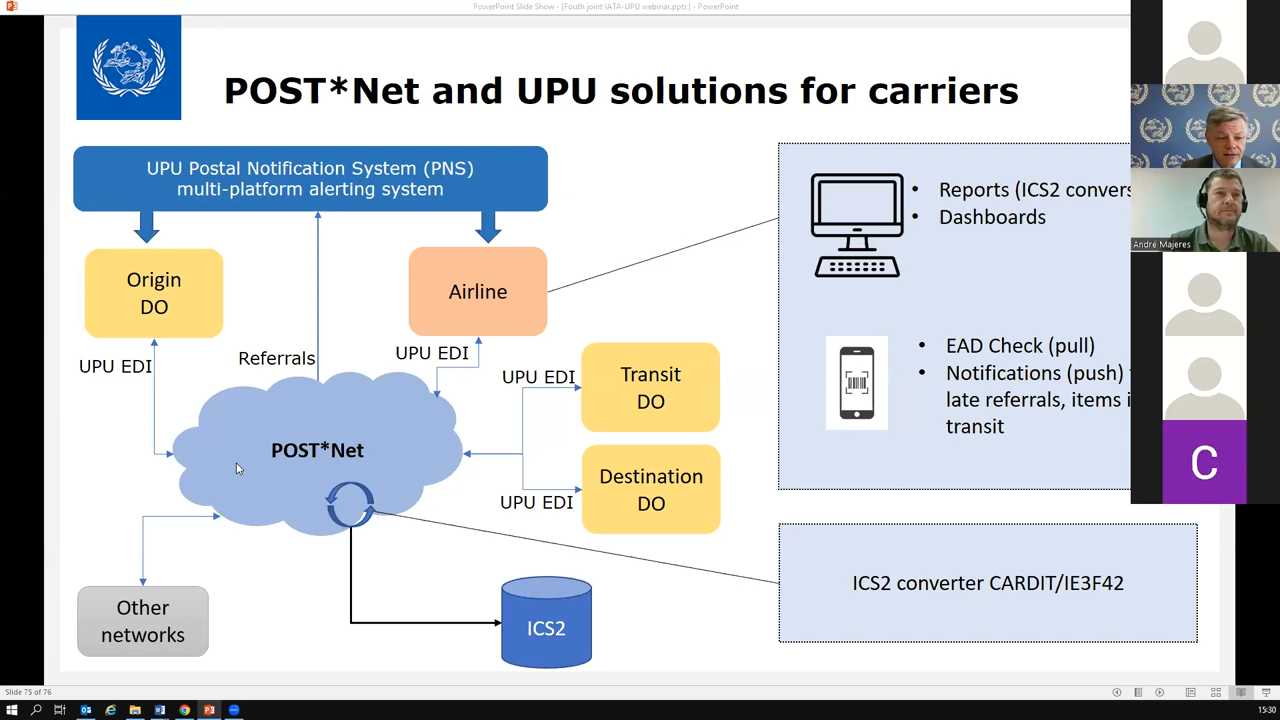 PowerPoint Slide Show - [Fouth joint IATA-UPU webinar.pptx] - PowerPoint
POST*Net and UPU solutions for carriers
UPU Postal Notification System (PNS)
multi-platform alerting system
Origin
DO
Airline
UPU EDI
Referrals
UPU EDI
UPU EDI
Transit
DO
POST*Net
Destination
DO
UPU EDI
Other
networks
ICS2
• Reports (ICS2 convers
• Dashboards
• EAD Check (pull)
• Notifications (push)
late referrals, items i
transit
ICS2 converter CARDIT/IE3F42
André Majeres
C
Slide 75 of 76
15:30